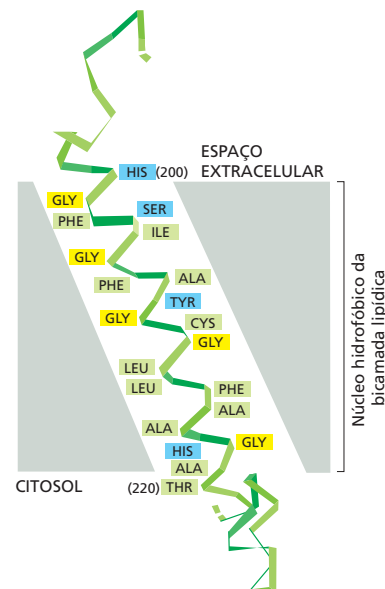 ESPAÇO
EXTRACELULAR
HIS (200)
GLY
SER
PHE
ILE
GLY
ALA
PHE
TYR
GLY
CYS
GLY
LEU
LEU
PHE
ALA
ALA
GLY
HIS
ALA
CITOSOL
(220) THR
Núcleo hidrofóbico da
bicamada lipídica